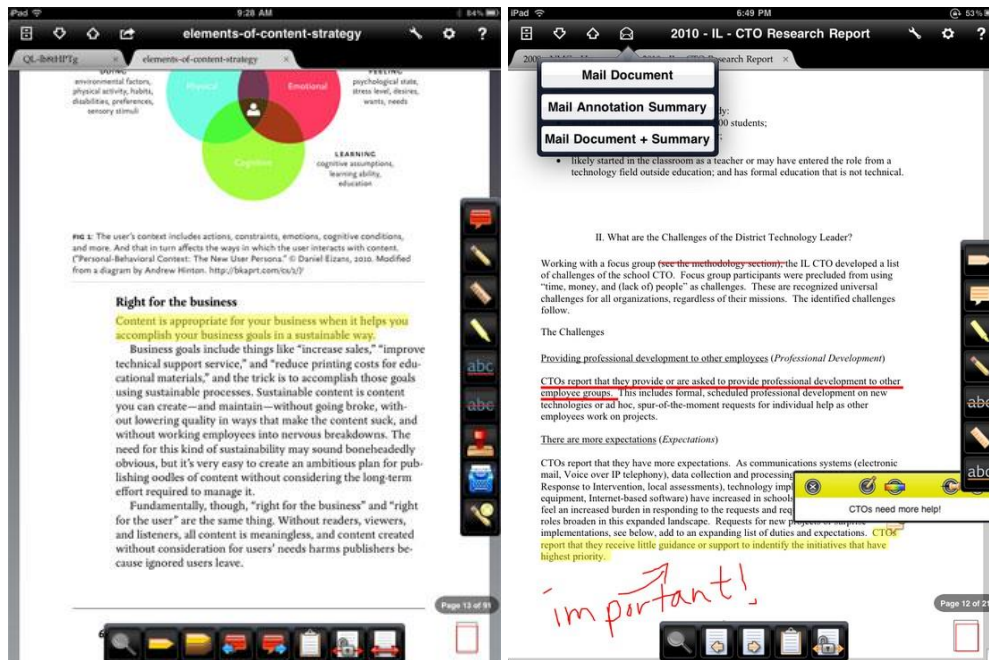 iPad
9:28 AM
84%
elements-of-content-strategy
?
elements-of-content-strategy ×
DOING
environmental factors,
physical activity, habits,
disabilities, preferences,
sensory stimuli
Physical
Emotional
FEELING
psychological state,
stress level, desires,
wants, needs
Cognitive
LEARNING
cognitive assumptions,
learning ability,
education
FIG 1: The user's context includes actions, constraints, emotions, cognitive conditions,
and more. And that in turn affects the ways in which the user interacts with content.
("Personal-Behavioral Context: The New User Persona." © Daniel Eizans, 2010. Modified
from a diagram by Andrew Hinton. http://bkaprt.com/cs/1/)
Right for the business
Content is appropriate for your business when it helps you
accomplish your business goals in a sustainable way.
Business goals include things like “increase sales,” “improve
technical support service,” and “reduce printing costs for edu-
cational materials,” and the trick is to accomplish those goals
using sustainable processes. Sustainable content is content
you can create—and maintain—without going broke, with-
out lowering quality in ways that make the content suck, and
without working employees into nervous breakdowns. The
need for this kind of sustainability may sound boneheadedly
obvious, but it’s very easy to create an ambitious plan for pub-
lishing oodles of content without considering the long-term
effort required to manage it.
Fundamentally, though, “right for the business” and “right
for the user” are the same thing. Without readers, viewers,
and listeners, all content is meaningless, and content created
without consideration for users’ needs harms publishers be-
cause ignored users leave.
abc
abc
Page 13 of 91
6
iPad
6:49 PM
53%
2010 - IL - CTO Research Report
?
Research Report ×
Mail Document
Mail Annotation Summary
Mail Document + Summary
dy:
00 students;
• likely started in the classroom as a teacher or may have entered the role from a
technology field outside education; and has formal education that is not technical.
II. What are the Challenges of the District Technology Leader?
Working with a focus group (see the methodology section), the IL CTO developed a list
of challenges of the school CTO. Focus group participants were precluded from using
“time, money, and (lack of) people” as challenges. These are recognized universal
challenges for all organizations, regardless of their missions. The identified challenges
follow.
The Challenges
Providing professional development to other employees (Professional Development)
CTOs report that they provide or are asked to provide professional development to other
employee groups. This includes formal, scheduled professional development on new
technologies or ad hoc, spur-of-the-moment requests for individual help as other
employees work on projects.
There are more expectations (Expectations)
CTOs report that they have more expectations. As communications systems (electronic
mail, Voice over IP telephony), data collection and processing
Response to Intervention, local assessments), technology impl
equipment, Internet-based software) have increased in schools
feel an increased burden in responding to the requests and req
roles broaden in this expanded landscape. Requests for new projects or surprise
implementations, see below, add to an expanding list of duties and expectations. CTOs
report that they receive little guidance or support to indentify the initiatives that have
highest priority.
CTOs need more help!
important!
abc
abc
Page 12 of 21